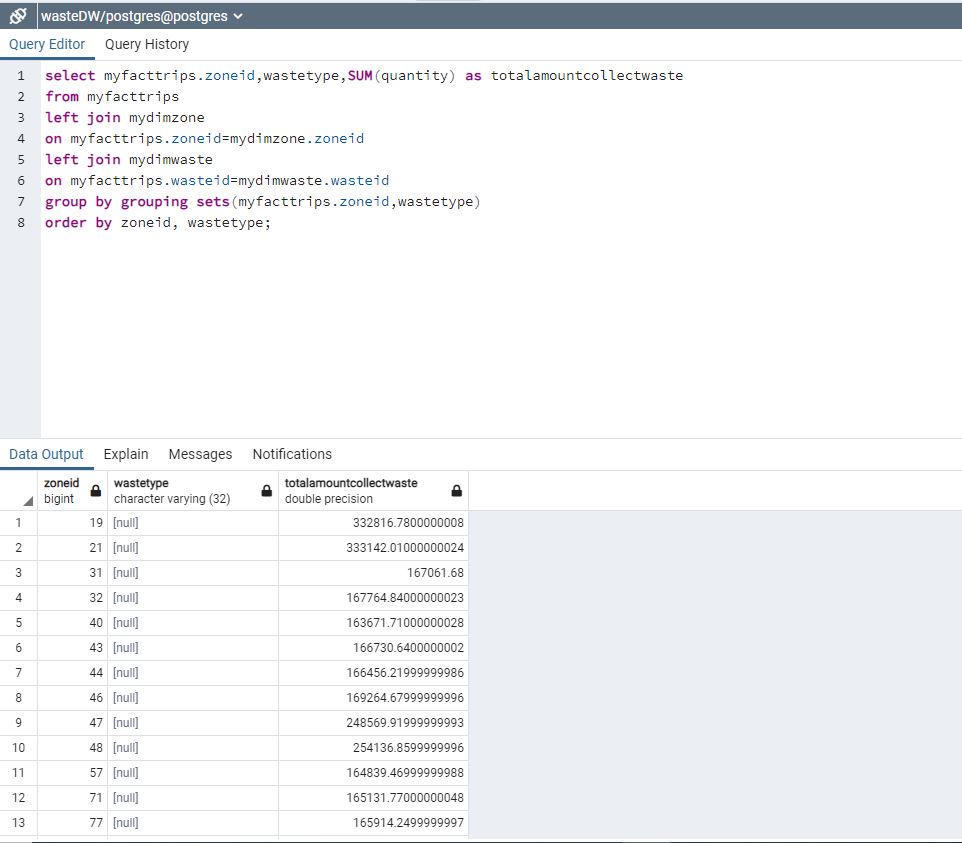 wasteDW/postgres@postgres
Query Editor Query History
1 select myfacttrips.zoneid,wastetype,SUM(quantity) as totalamountcollectwaste
2 from myfacttrips
3 left join mydimzone
4 on myfacttrips.zoneid=mydimzone.zoneid
5 left join mydimwaste
6 on myfacttrips.wasteid=mydimwaste.wasteid
7 group by grouping sets(myfacttrips.zoneid,wastetype)
8 order by zoneid, wastetype;
Data Output Explain Messages Notifications
zoneid wastetype totalamountcollectwaste
bigint character varying (32) double precision
1 19 [null] 332816.7800000008
2 21 [null] 333142.01000000024
3 31 [null] 167061.68
4 32 [null] 167764.84000000023
5 40 [null] 163671.71000000028
6 43 [null] 166730.6400000002
7 44 [null] 166456.21999999986
8 46 [null] 169264.67999999996
9 47 [null] 248569.91999999993
10 48 [null] 254136.8599999996
11 57 [null] 164839.46999999988
12 71 [null] 165131.77000000048
13 77 [null] 165914.2499999997